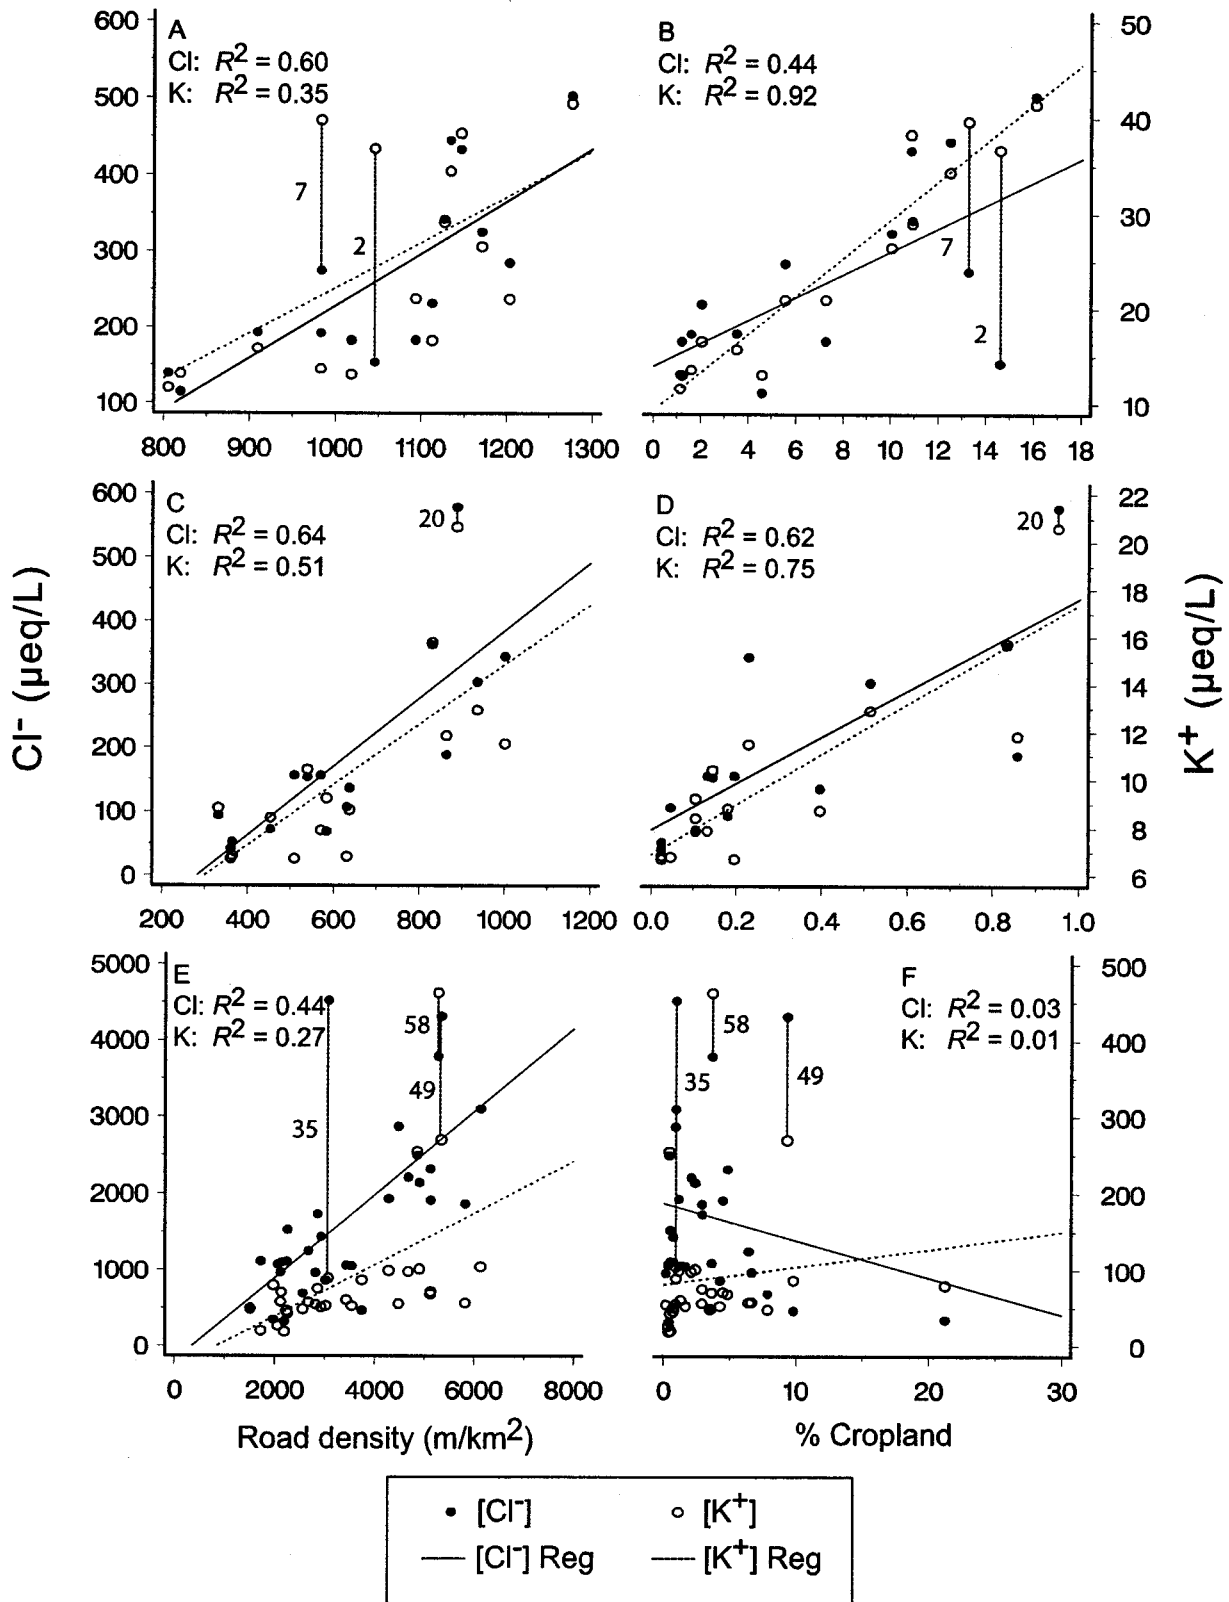 A
Cl: R² = 0.60
K: R² = 0.35
7
2
600
500
400
300
200
100
800 900 1000 1100 1200 1300
B
Cl: R² = 0.44
K: R² = 0.92
7
2
50
40
30
20
10
0 2 4 6 8 10 12 14 16 18
C
Cl: R² = 0.64
K: R² = 0.51
20
600
500
400
300
200
100
0
200 400 600 800 1000 1200
D
Cl: R² = 0.62
K: R² = 0.75
20
22
20
18
16
14
12
10
8
6
0.0 0.2 0.4 0.6 0.8 1.0
Cl⁻ (µeq/L)
K⁺ (µeq/L)
E
Cl: R² = 0.44
K: R² = 0.27
35
58
49
5000
4000
3000
2000
1000
0
0 2000 4000 6000 8000
Road density (m/km²)
F
Cl: R² = 0.03
K: R² = 0.01
35
58
49
500
400
300
200
100
0
0 10 20 30
% Cropland
[Cl⁻] [K⁺]
[Cl⁻] Reg [K⁺] Reg